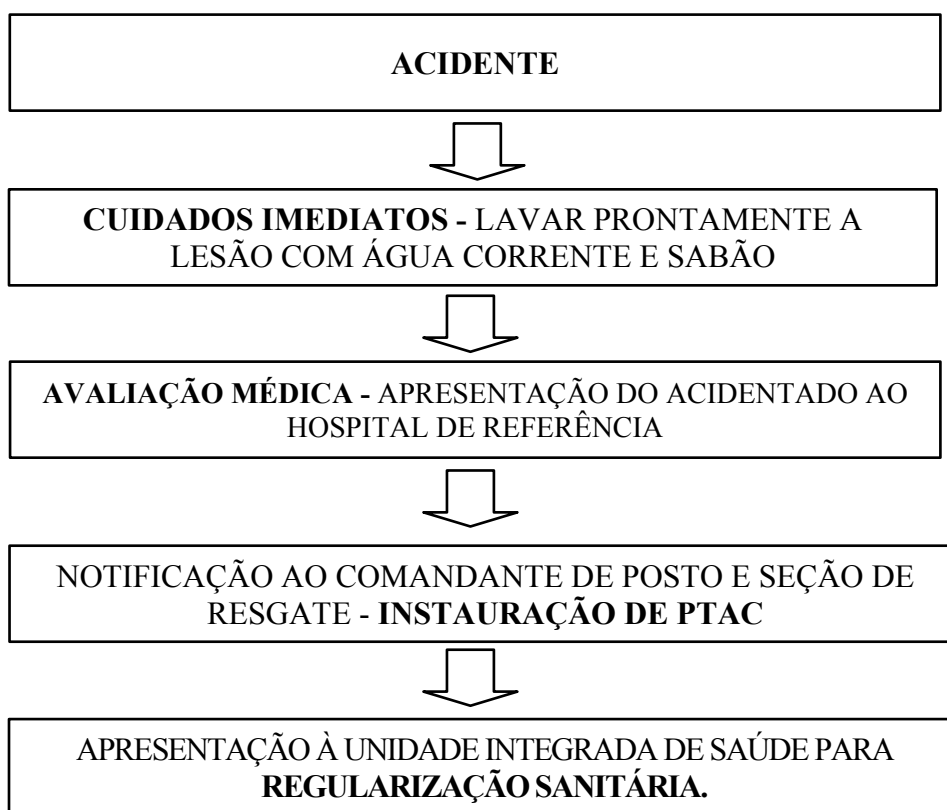 ACIDENTE
CUIDADOS IMEDIATOS - LAVAR PRONTAMENTE A
LESÃO COM ÁGUA CORRENTE E SABÃO
AVALIAÇÃO MÉDICA - APRESENTAÇÃO DO ACIDENTADO AO
HOSPITAL DE REFERÊNCIA
NOTIFICAÇÃO AO COMANDANTE DE POSTO E SEÇÃO DE
RESGATE - INSTAURAÇÃO DE PTAC
APRESENTAÇÃO À UNIDADE INTEGRADA DE SAÚDE PARA
REGULARIZAÇÃO SANITÁRIA.